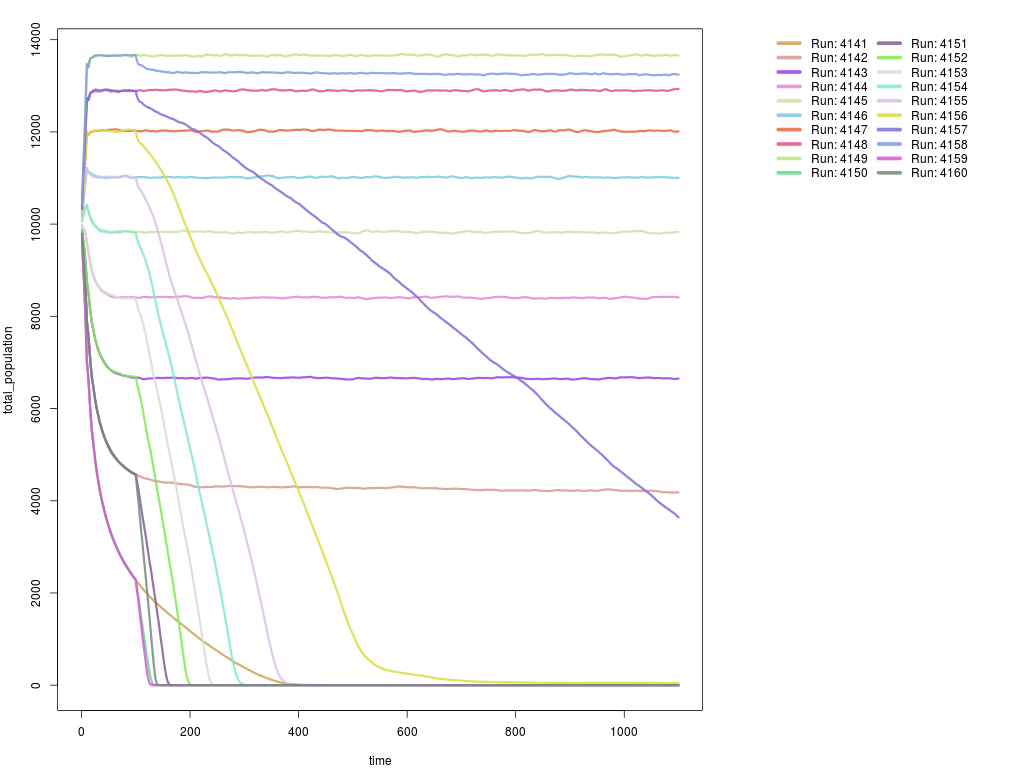 14000
12000
10000
8000
6000
4000
2000
0
total_population
0 200 400 600 800 1000
time
Run: 4141 Run: 4151
Run: 4142 Run: 4152
Run: 4143 Run: 4153
Run: 4144 Run: 4154
Run: 4145 Run: 4155
Run: 4146 Run: 4156
Run: 4147 Run: 4157
Run: 4148 Run: 4158
Run: 4149 Run: 4159
Run: 4150 Run: 4160